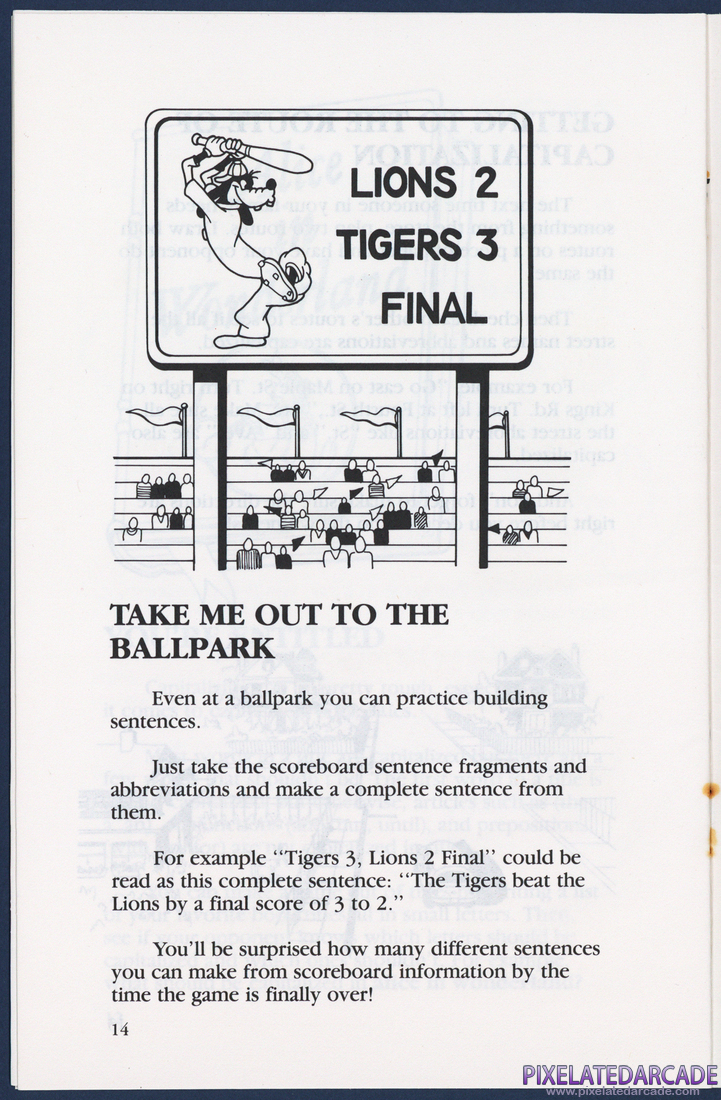 LIONS 2
TIGERS 3
FINAL
TAKE ME OUT TO THE
BALLPARK
Even at a ballpark you can practice building
sentences.
Just take the scoreboard sentence fragments and
abbreviations and make a complete sentence from
them.
For example “Tigers 3, Lions 2 Final” could be
read as his complete sentence: “The Tigers beat the
Lions by a final score of 3 to 2.”
You'll be surprised how many different sentences
you can make from scoreboard information by the
time the game is finally over!
14
PIXELATEDARCADE
www.pixelatedarcade.com